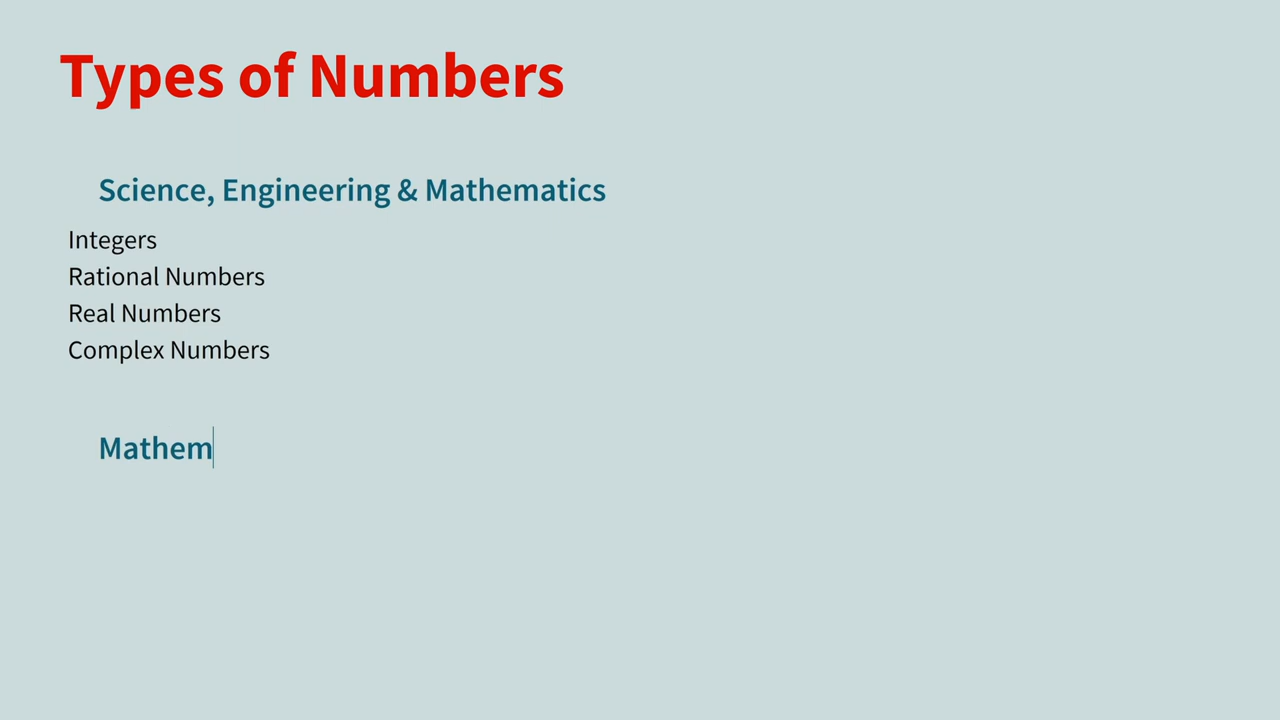 Types of Numbers
Science, Engineering & Mathematics
Integers
Rational Numbers
Real Numbers
Complex Numbers
Mathem